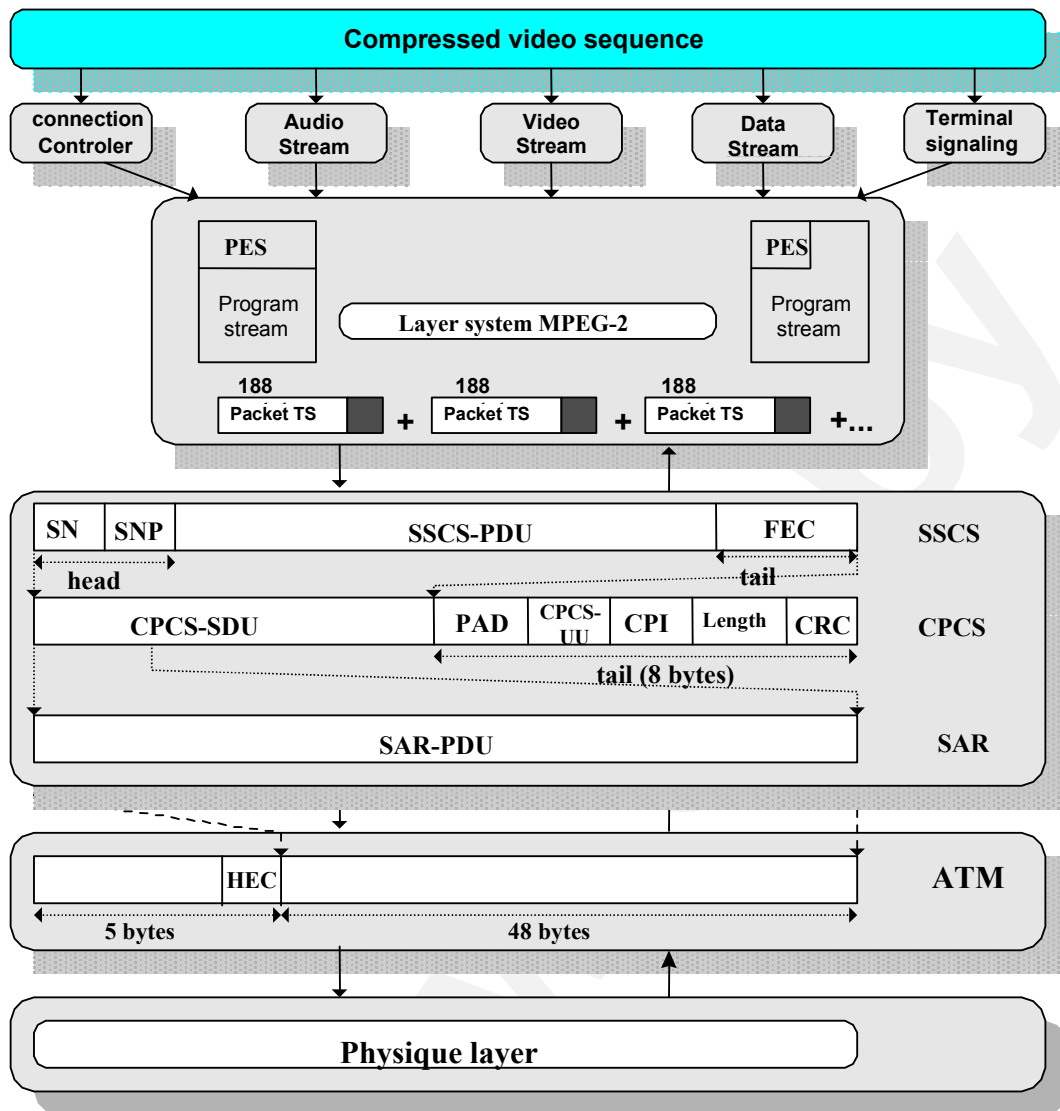 Compressed video sequence
connection
Controler
Audio
Stream
Video
Stream
Data
Stream
Terminal
signaling
PES
Program
stream
Layer system MPEG-2
PES
Program
stream
188
Packet TS
+
188
Packet TS
+
188
Packet TS
+...
SN
SNP
SSCS-PDU
FEC
SSCS
head
tail
CPCS-SDU
PAD
CPCS-
UU
CPI
Length
CRC
CPCS
tail (8 bytes)
SAR-PDU
SAR
HEC
ATM
5 bytes
48 bytes
Physique layer